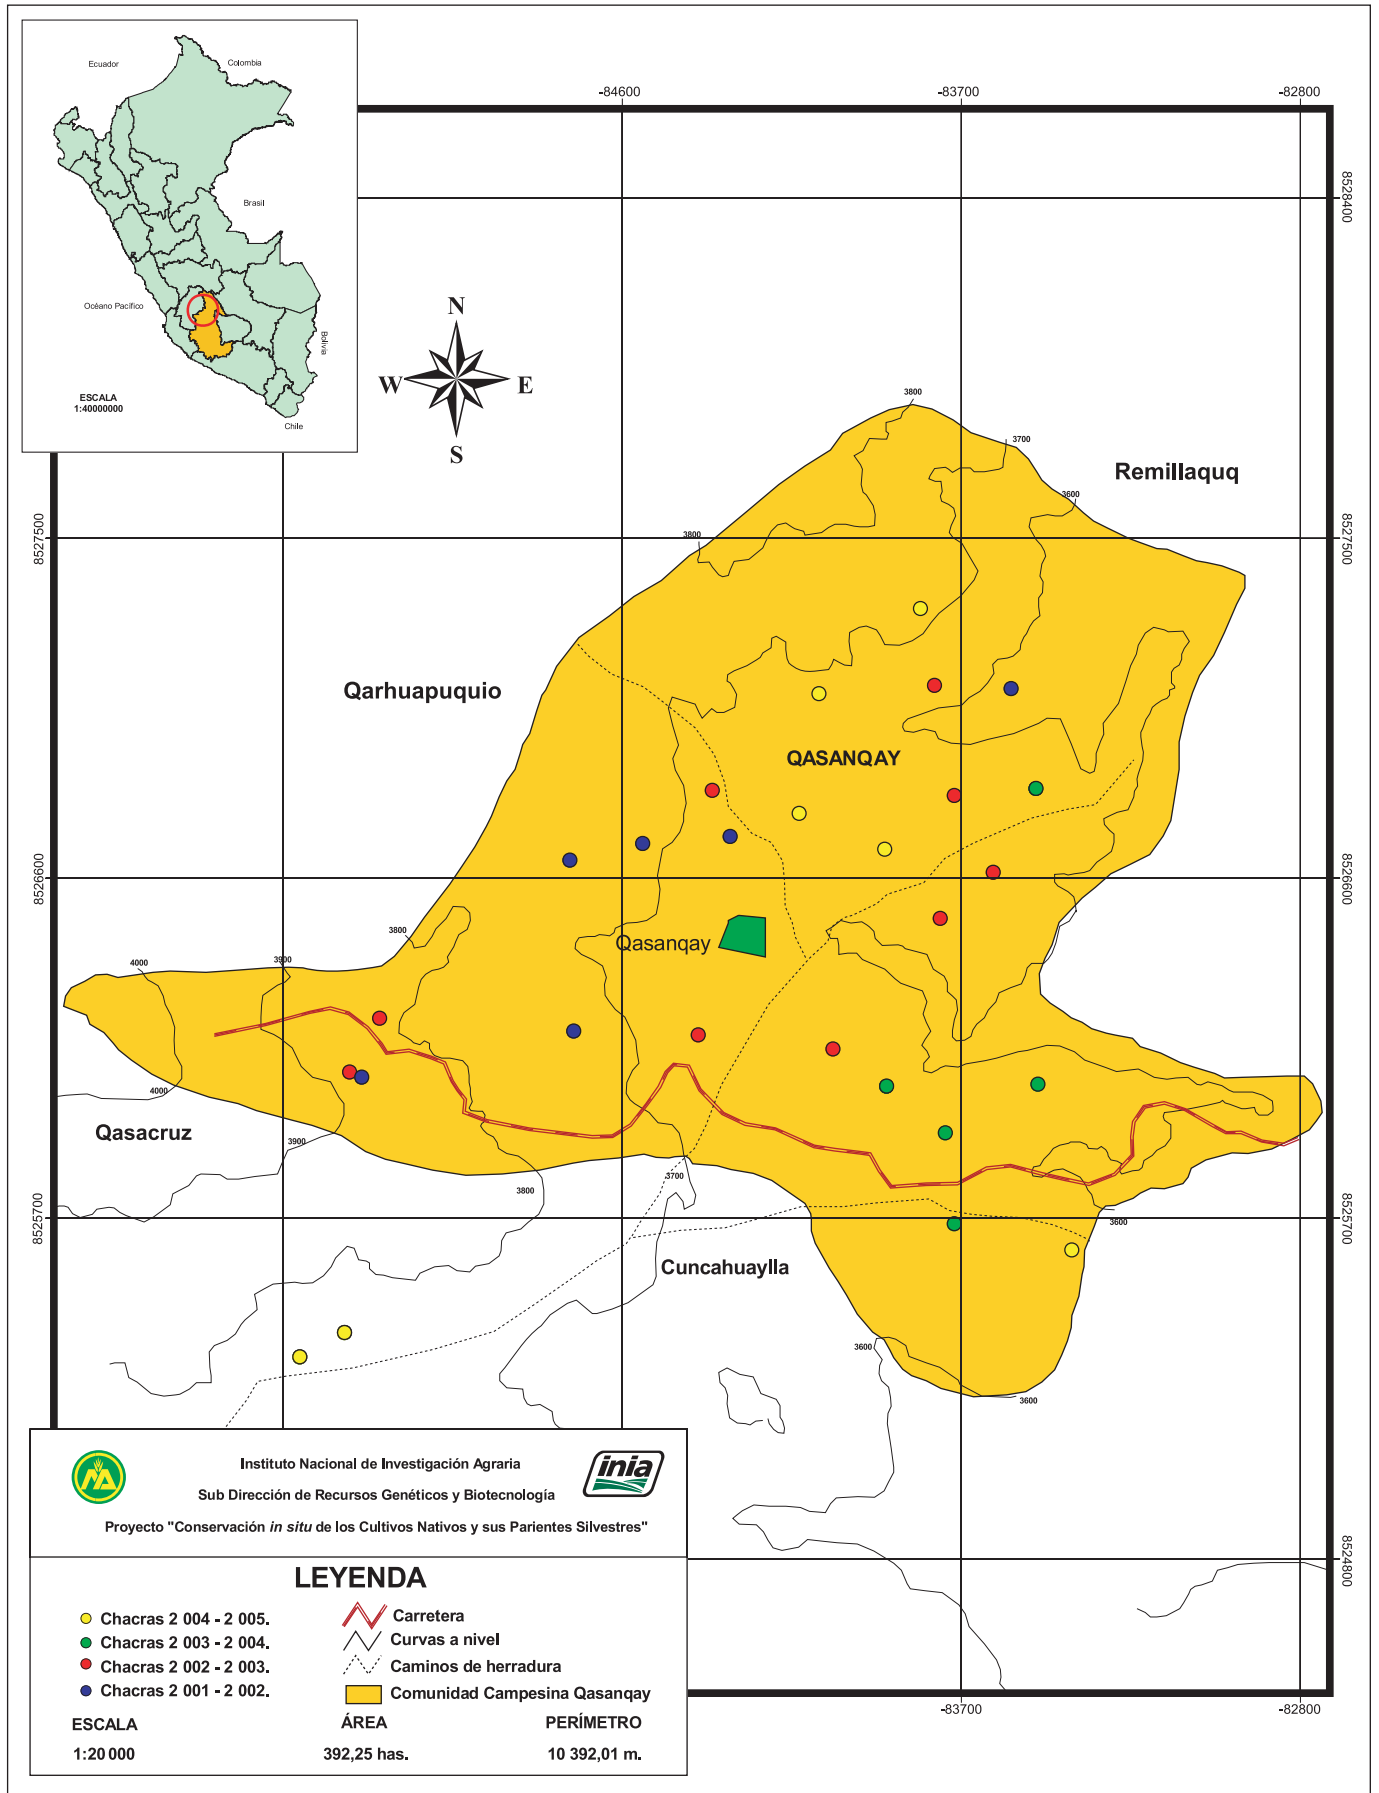 Ecuador
Colombia
Brasil
Océano Pacífico
Bolivia
ESCALA
1:40000000
Chile
-84600
-83700
-82800
8528400
N
W
E
S
3800
3700
Remillaquq
3600
3800
8527500
8527500
Qarhuapuquio
QASANQAY
8526600
8526600
3800
Qasanqay
4000
3900
4000
Qasacruz
3900
3700
3800
3600
8525700
8525700
Cuncahuaylla
3600
3600
Instituto Nacional de Investigación Agraria
inia
Sub Dirección de Recursos Genéticos y Biotecnología
Proyecto "Conservación in situ de los Cultivos Nativos y sus Parientes Silvestres"
8524800
LEYENDA
Chacras 2 004 - 2 005.
Chacras 2 003 - 2 004.
Chacras 2 002 - 2 003.
Chacras 2 001 - 2 002.
Carretera
Curvas a nivel
Caminos de herradura
Comunidad Campesina Qasanqay
ESCALA
1:20 000
ÁREA
392,25 has.
PERÍMETRO
10 392,01 m.
-83700
-82800